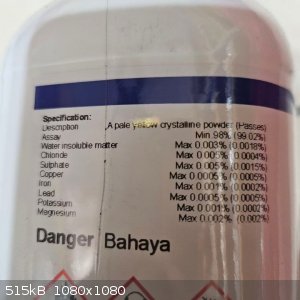 Specification:
Description A pale yellow crystalline powder (Passes)
Assay Min 98% (99.02%)
Water insoluble matter Max 0.003% (0.0018%)
Chloride Max 0.005% (0.0004%)
Sulphate Max 0.005% (0.0015%)
Copper Max 0.0005% (0.0005%)
Iron Max 0.001% (0.0002%)
Lead Max 0.0005% (0.0005%)
Potassium Max 0.001% (0.0002%)
Magnesium Max 0.002% (0.002%)
Danger Bahaya
515kB 1080x1080